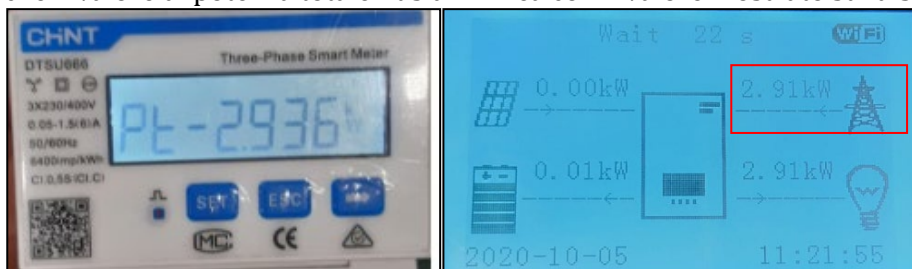 CHNT
DTSU666
Three-Phase Smart Meter
3X230/400V
0.05-1.5(6)A
50/60Hz
6400imp/kWh
Pt-2.936
SET
ESC
MC
CE
Wait 22 s
WiFi
0.00kW
2.91kW
0.01kW
2.91kW
2020-10-05
11:21:55